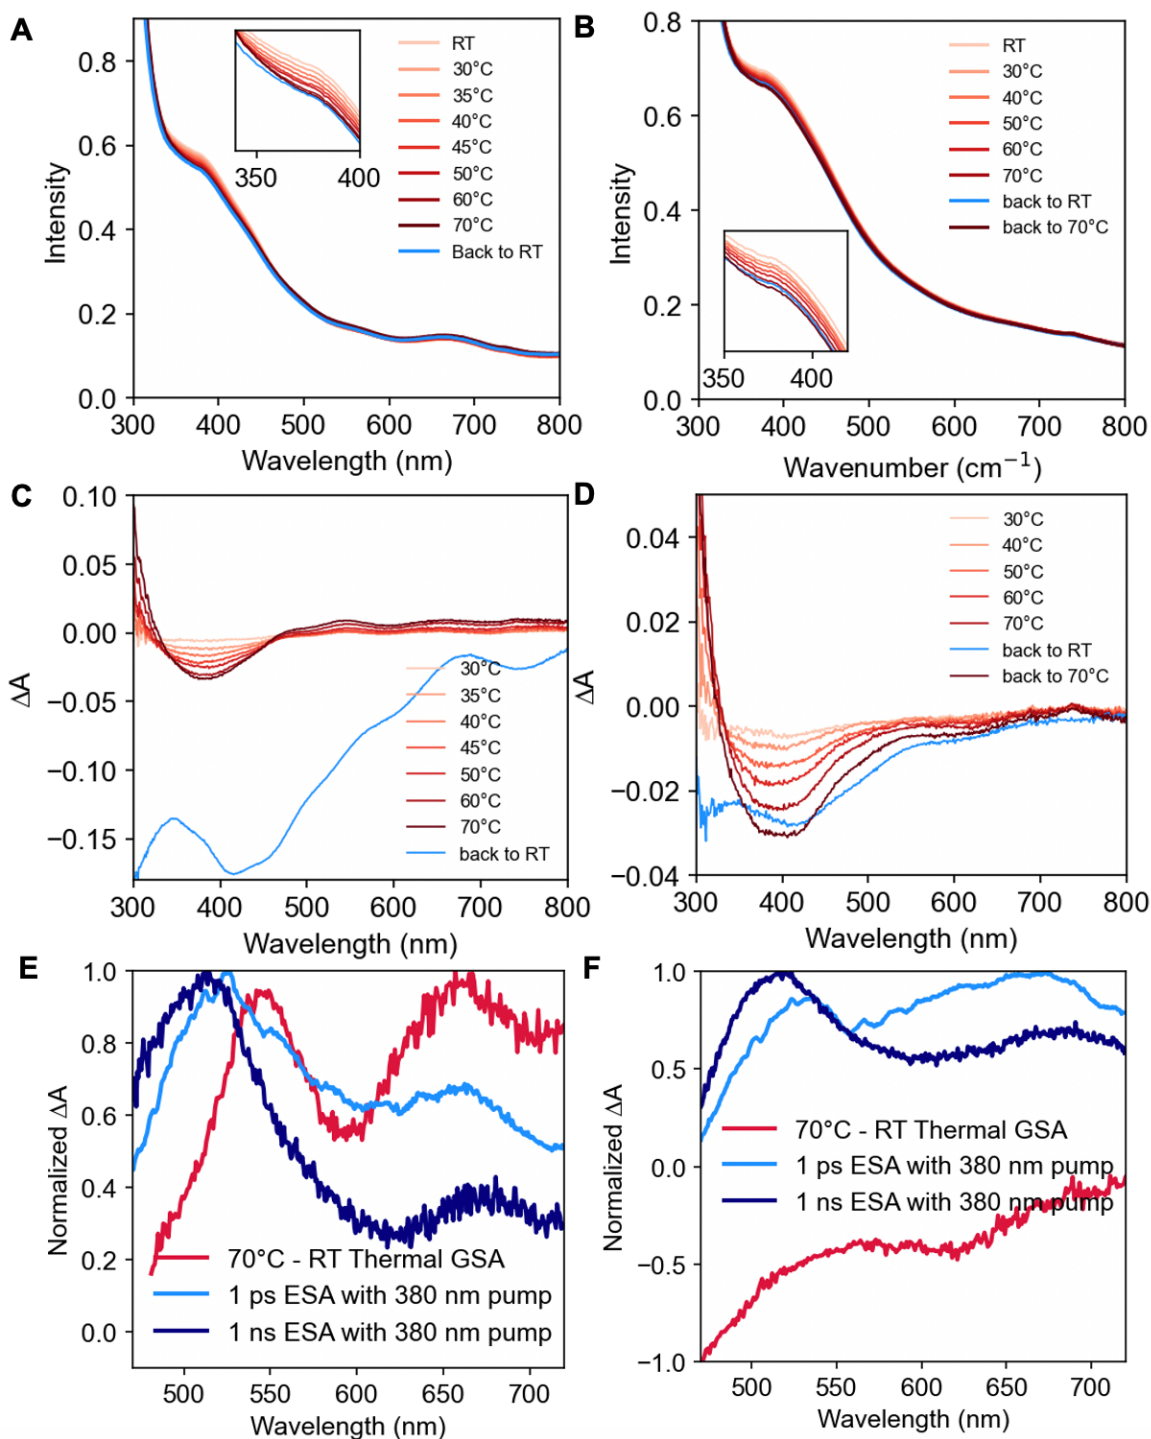 A
Intensity
0.8
0.6
0.4
0.2
0.0
300
400
500
600
700
800
Wavelength (nm)
350
400
RT
30°C
35°C
40°C
45°C
50°C
60°C
70°C
Back to RT
B
Intensity
0.8
0.6
0.4
0.2
0.0
300
400
500
600
700
800
Wavenumber (cm⁻¹)
350
400
RT
30°C
40°C
50°C
60°C
70°C
back to RT
back to 70°C
C
ΔA
0.10
0.05
0.00
−0.05
−0.10
−0.15
300
400
500
600
700
800
Wavelength (nm)
30°C
35°C
40°C
45°C
50°C
60°C
70°C
back to RT
D
ΔA
0.04
0.02
0.00
−0.02
−0.04
300
400
500
600
700
800
Wavelength (nm)
30°C
40°C
50°C
60°C
70°C
back to RT
back to 70°C
E
Normalized ΔA
1.0
0.8
0.6
0.4
0.2
0.0
500
550
600
650
700
Wavelength (nm)
70°C - RT Thermal GSA
1 ps ESA with 380 nm pump
1 ns ESA with 380 nm pump
F
Normalized ΔA
1.0
0.5
0.0
−0.5
−1.0
500
550
600
650
700
Wavelength (nm)
70°C - RT Thermal GSA
1 ps ESA with 380 nm pump
1 ns ESA with 380 nm pump